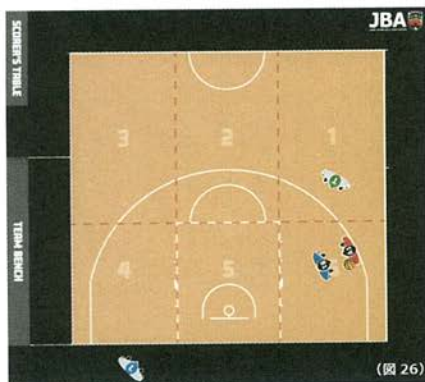 JBA
SCORER'S TABLE
3 2 1
TEAM BENCH
4 5
(図 26)